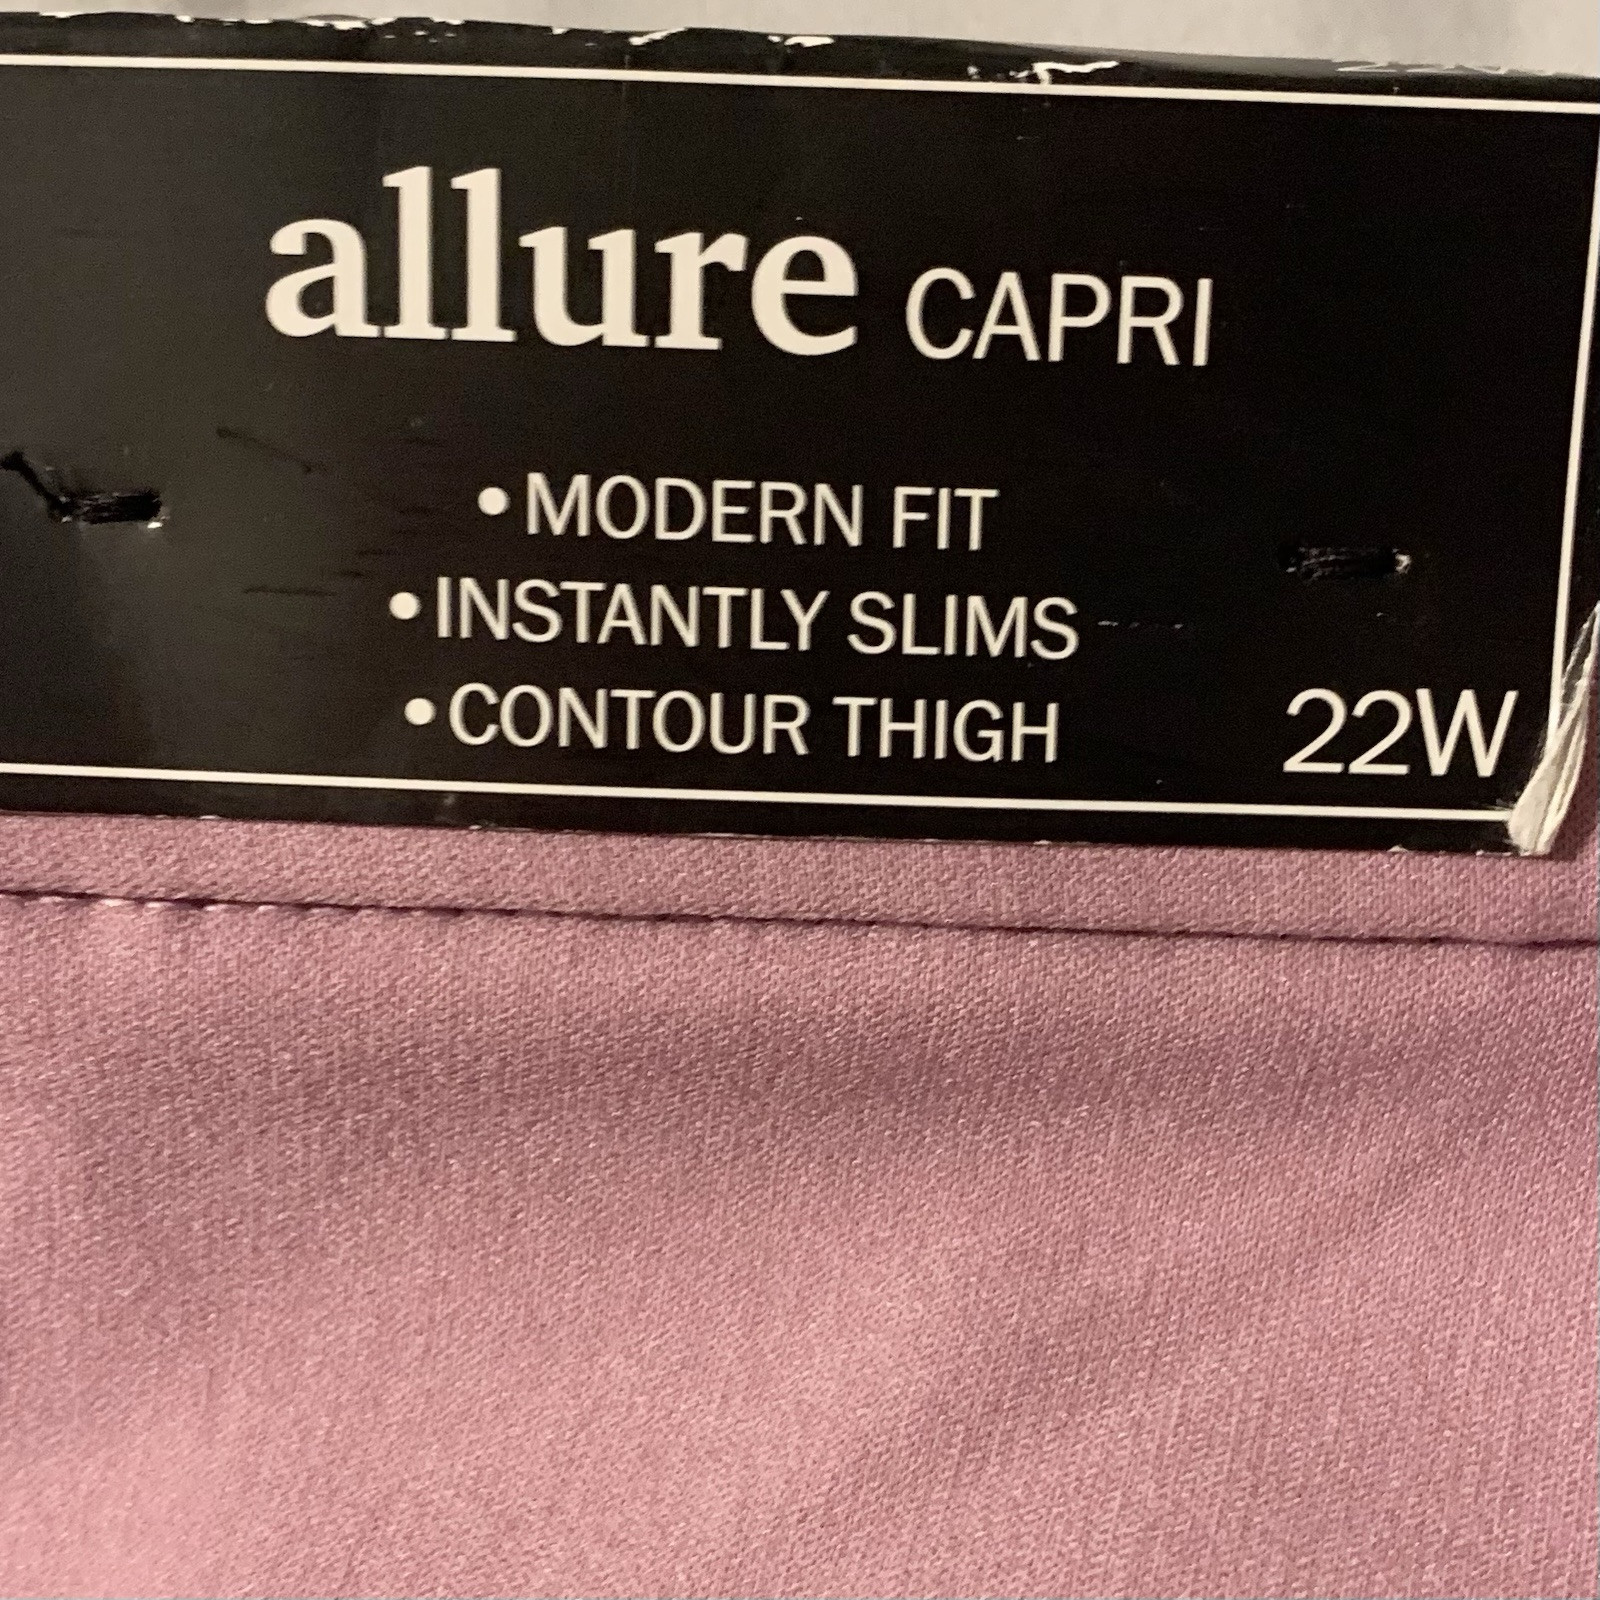 allure CAPRI
• MODERN FIT
• INSTANTLY SLIMS
• CONTOUR THIGH
22W